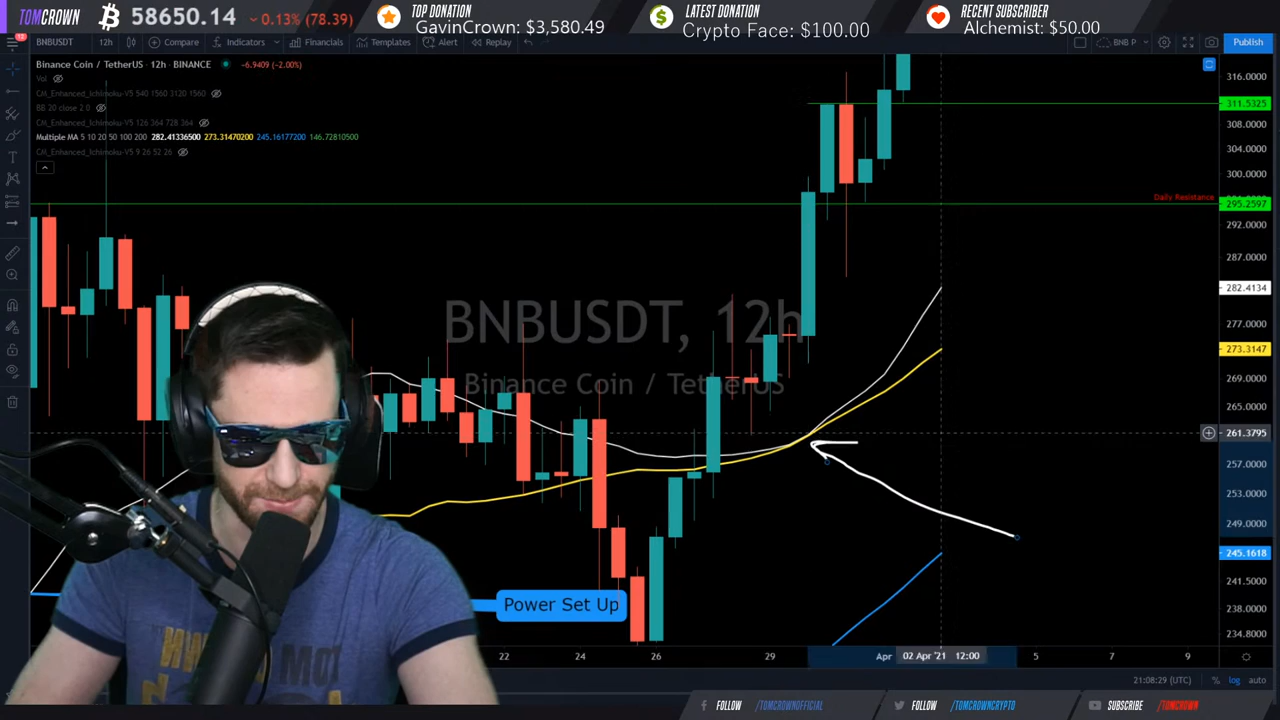 TOMCROWN
58650.14
0.13% (78.39)
TOP DONATION
GavinCrown: $3,580.49
LATEST DONATION
Crypto Face: $100.00
RECENT SUBSCRIBER
Alchemist: $50.00
BNBUSDT
12h
Compare
Indicators
Financials
Templates
Alert
Replay
BNB P
Publish
Binance Coin / TetherUS · 12h · BINANCE
-6.9409 (-2.00%)
Vol
CM_Enhanced_Ichimoku-V5 540 1560 3120 1560
BB 20 close 2 0
CM_Enhanced_Ichimoku-V5 126 364 728 364
Multiple MA 5 10 20 50 100 200 282.41336500 273.31470200 245.16177200 146.72810500
CM_Enhanced_Ichimoku-V5 9 26 52 26
BNBUSDT, 12h
Binance Coin / TetherUS
Daily Resistance
316.0000
311.5325
308.0000
304.0000
300.0000
295.2597
292.0000
287.0000
282.4134
277.0000
273.3147
269.0000
265.0000
261.3795
257.0000
253.0000
249.0000
245.1618
241.5000
238.0000
234.8000
Power Set Up
22
24
26
29
Apr
02 Apr '21 12:00
5
7
9
21:08:29 (UTC)
%
log
auto
FOLLOW /TOMCROWNOFFICIAL
FOLLOW /TOMCROWNCRYPTO
SUBSCRIBE /TOMCROWN